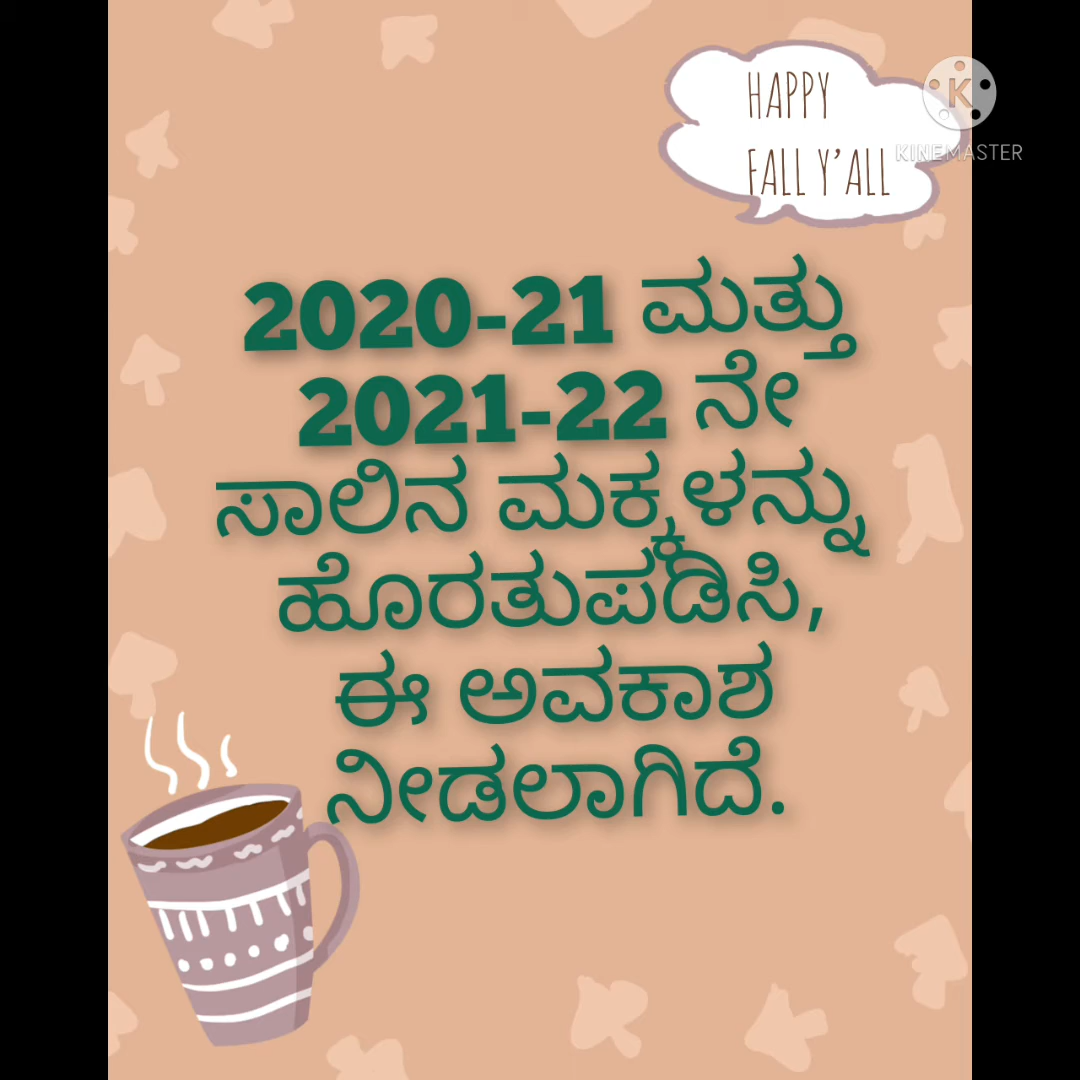 HAPPY
FALL Y'ALL
K
KINEMASTER
2020-21 ಮತ್ತು
2021-22 ನೇ
ಸಾಲಿನ ಮಕ್ಕಳನ್ನು
ಹೊರತುಪಡಿಸಿ,
ಈ ಅವಕಾಶ
ನೀಡಲಾಗಿದೆ.